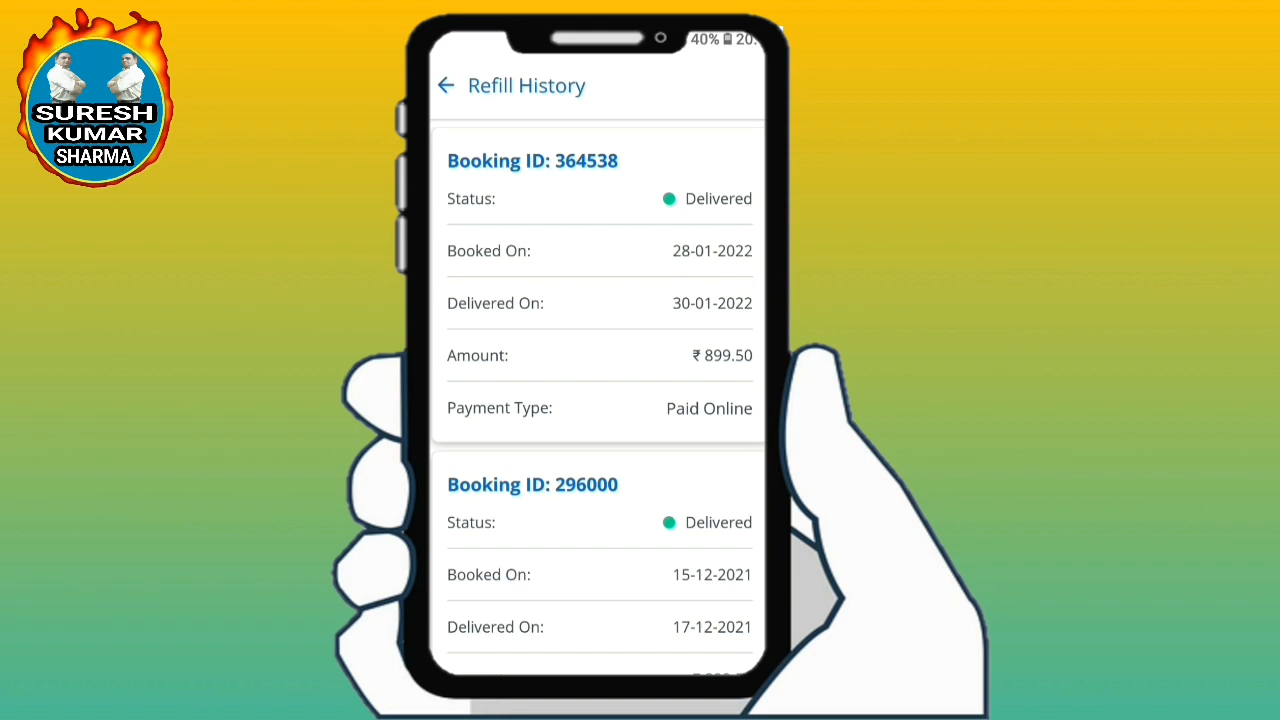 SURESH
KUMAR
SHARMA
40% 20.
Refill History
Booking ID: 364538
Status: Delivered
Booked On: 28-01-2022
Delivered On: 30-01-2022
Amount: ₹ 899.50
Payment Type: Paid Online
Booking ID: 296000
Status: Delivered
Booked On: 15-12-2021
Delivered On: 17-12-2021